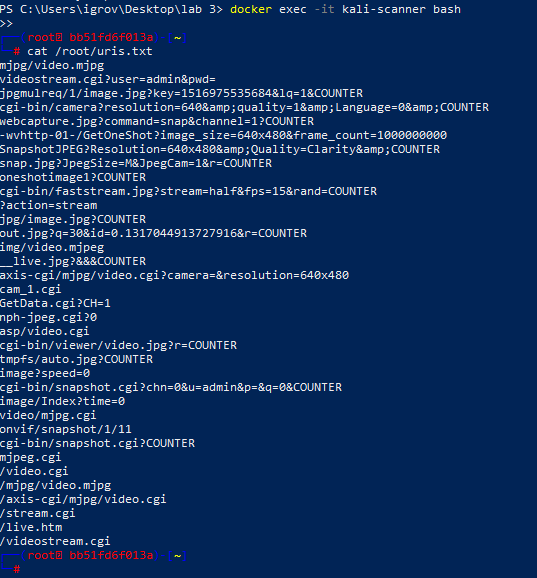 PS C:\Users\igrov\Desktop\lab 3> docker exec -it kali-scanner bash
>>
┌──(root㉿ bb51fd6f013a)-[~]
└─# cat /root/uris.txt
mjpg/video.mjpg
videostream.cgi?user=admin&pwd=
jpgmulreq/1/image.jpg?key=1516975535684&lq=1&COUNTER
cgi-bin/camera?resolution=640&amp;quality=1&amp;Language=0&amp;COUNTER
webcapture.jpg?command=snap&channel=1?COUNTER
-wvhttp-01-/GetOneShot?image_size=640x480&frame_count=1000000000
SnapshotJPEG?Resolution=640x480&amp;Quality=Clarity&amp;COUNTER
snap.jpg?JpegSize=M&JpegCam=1&r=COUNTER
oneshotimage1?COUNTER
cgi-bin/faststream.jpg?stream=half&fps=15&rand=COUNTER
?action=stream
jpg/image.jpg?COUNTER
out.jpg?q=30&id=0.1317044913727916&r=COUNTER
img/video.mjpeg
__live.jpg?&&&COUNTER
axis-cgi/mjpg/video.cgi?camera=&resolution=640x480
cam_1.cgi
GetData.cgi?CH=1
nph-jpeg.cgi?0
asp/video.cgi
cgi-bin/viewer/video.jpg?r=COUNTER
tmpfs/auto.jpg?COUNTER
image?speed=0
cgi-bin/snapshot.cgi?chn=0&u=admin&p=&q=0&COUNTER
image/Index?time=0
video/mjpg.cgi
onvif/snapshot/1/11
cgi-bin/snapshot.cgi?COUNTER
mjpeg.cgi
/video.cgi
/mjpg/video.mjpg
/axis-cgi/mjpg/video.cgi
/stream.cgi
/live.htm
/videostream.cgi
┌──(root㉿ bb51fd6f013a)-[~]
└─#